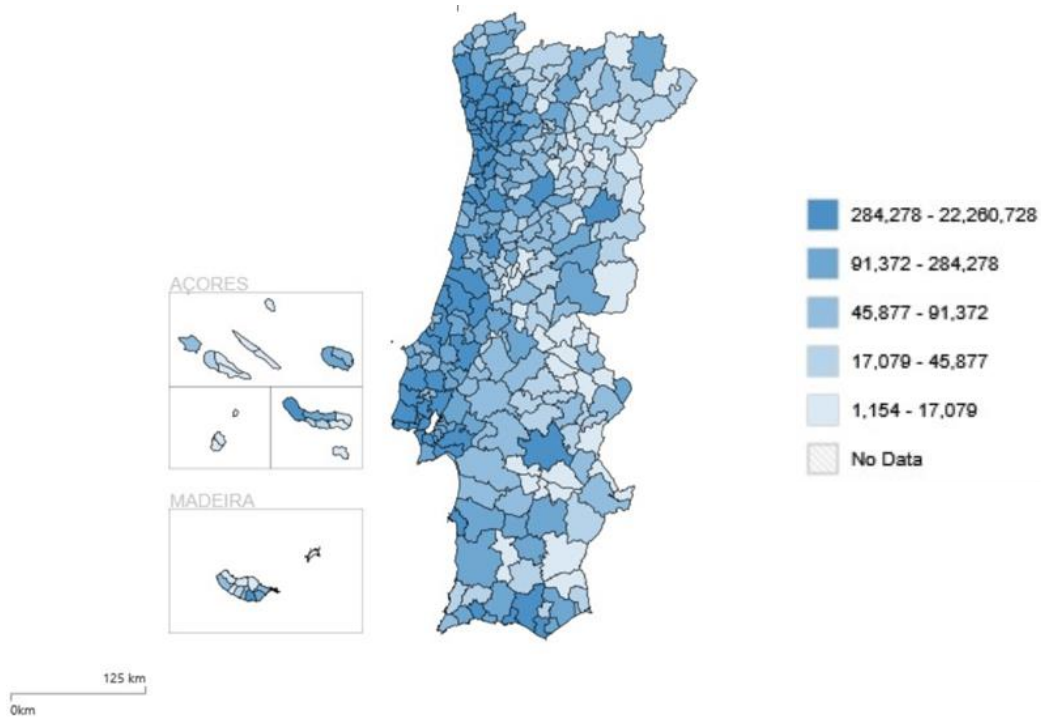 AÇORES
MADEIRA
284,278 - 22,260,728
91,372 - 284,278
45,877 - 91,372
17,079 - 45,877
1,154 - 17,079
No Data
125 km
0km